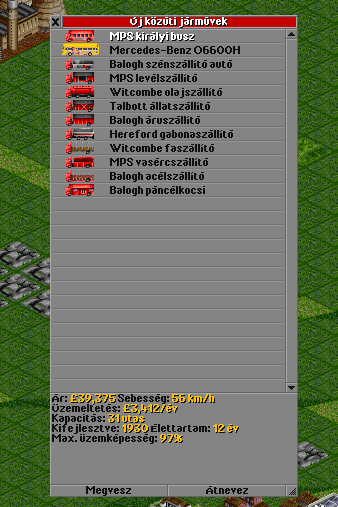 Új közúti járművek
MPS királyi busz
Mercedes-Benz O6600H
Balogh szénszállító autó
MPS levélszállító
Witcombe olajszállító
Talbott állatszállító
Balogh áruszállító
Hereford gabonaszállító
Witcombe faszállító
MPS vasércszállító
Balogh acélszállító
Balogh páncélkocsi
Ár: £39,375 Sebesség: 56 km/h
Üzemeltetés: £3,412/év
Kapacitás: 31 utas
Kifejlesztve: 1930 Élettartam: 12 év
Max. üzemképesség: 97%
Megvesz Átnevez